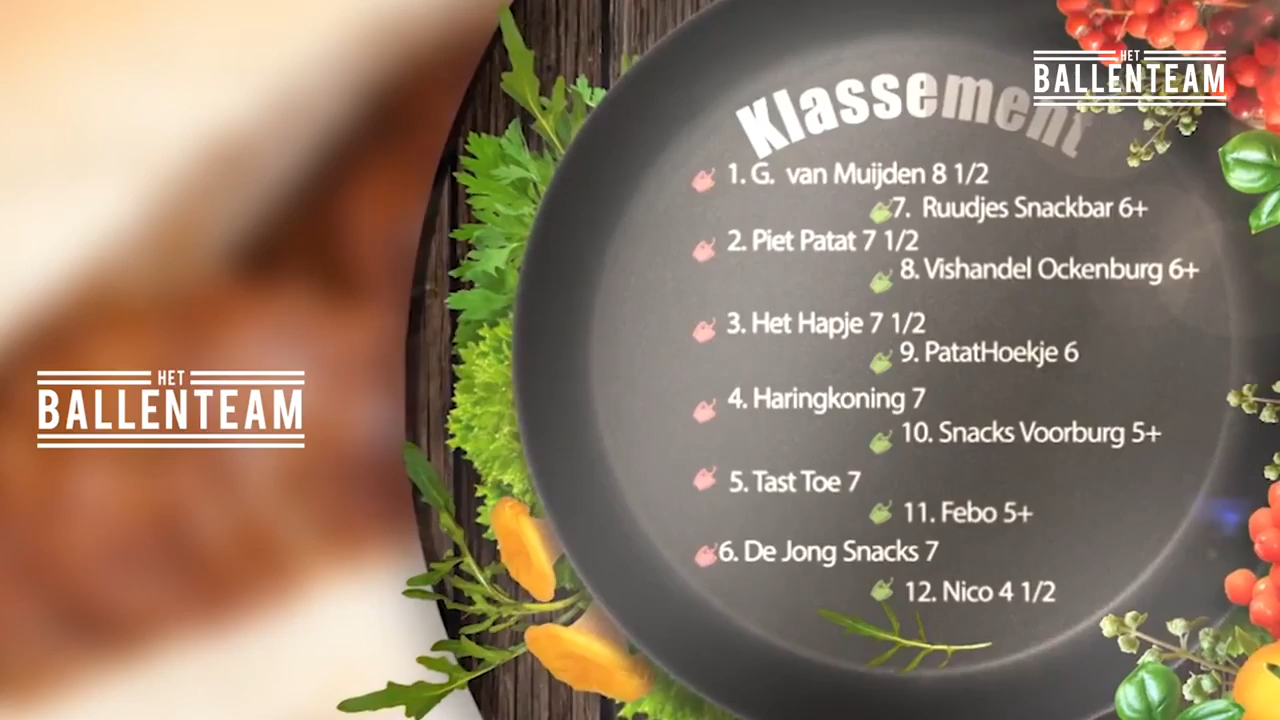 HET
BALLENTEAM
Klassement
1. G. van Muijden 8 1/2
7. Ruudjes Snackbar 6+
2. Piet Patat 7 1/2
8. Vishandel Ockenburg 6+
3. Het Hapje 7 1/2
9. PatatHoekje 6
4. Haringkoning 7
10. Snacks Voorburg 5+
5. Tast Toe 7
11. Febo 5+
6. De Jong Snacks 7
12. Nico 4 1/2
HET
BALLENTEAM